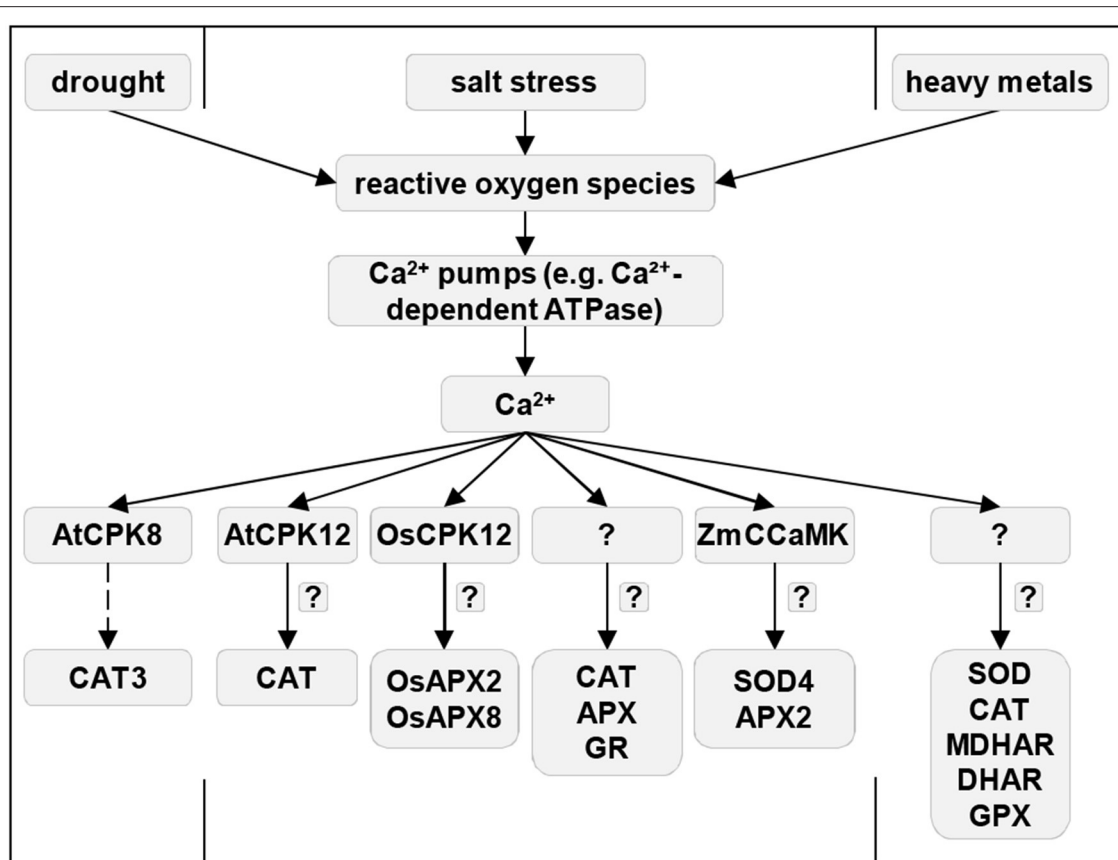 drought
salt stress
heavy metals
reactive oxygen species
Ca²⁺ pumps (e.g. Ca²⁺-
dependent ATPase)
Ca²⁺
AtCPK8
AtCPK12
OsCPK12
?
ZmCCaMK
?
?
?
?
?
?
CAT3
CAT
OsAPX2
OsAPX8
CAT
APX
GR
SOD4
APX2
SOD
CAT
MDHAR
DHAR
GPX